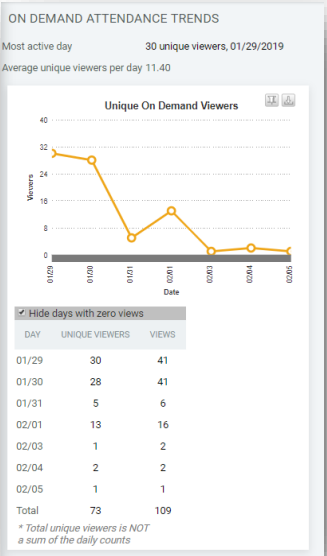 ON DEMAND ATTENDANCE TRENDS
Most active day 30 unique viewers, 01/29/2019
Average unique viewers per day 11.40
Unique On Demand Viewers
40
32
24
16
8
0
Viewers
01/29 01/30 01/31 02/01 02/03 02/04 02/05
Date
Hide days with zero views
DAY UNIQUE VIEWERS VIEWS
01/29 30 41
01/30 28 41
01/31 5 6
02/01 13 16
02/03 1 2
02/04 2 2
02/05 1 1
Total 73 109
* Total unique viewers is NOT
a sum of the daily counts